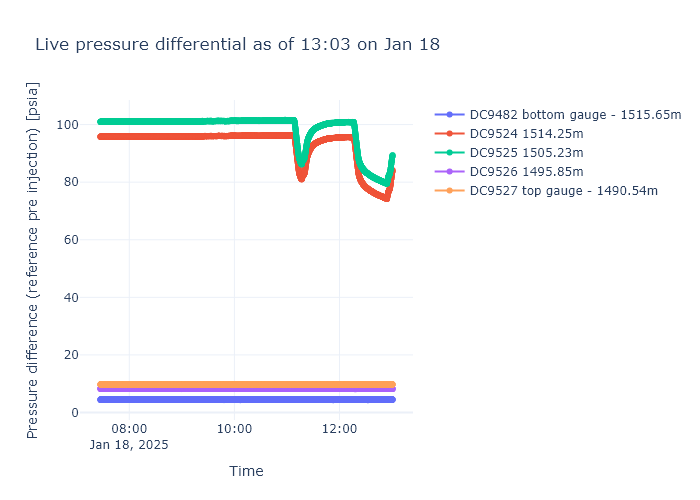 Live pressure differential as of 13:03 on Jan 18
Pressure difference (reference pre injection) [psia]
100
80
60
40
20
0
08:00
Jan 18, 2025
10:00
12:00
Time
DC9482 bottom gauge - 1515.65m
DC9524 1514.25m
DC9525 1505.23m
DC9526 1495.85m
DC9527 top gauge - 1490.54m